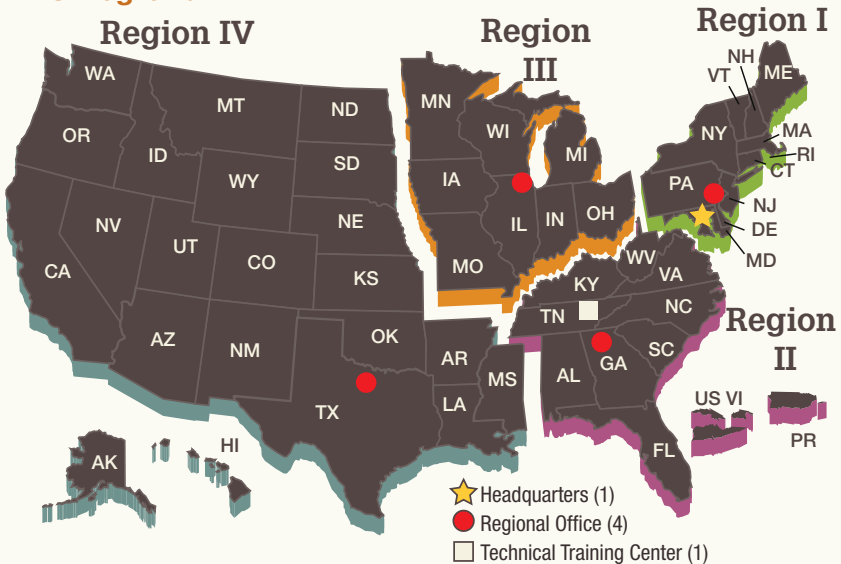 Region IV
Region
III
Region I
NH
VT
ME
WA
MT
ND
MN
OR
ID
WI
NY
MA
MI
RI
SD
CT
WY
IA
PA
NJ
NE
NV
UT
IL
IN
OH
DE
CO
CA
MD
KS
MO
WV
KY
VA
NC
TN
AZ
NM
OK
AR
SC
GA
AL
MS
Region
II
TX
LA
US VI
PR
FL
HI
AK
Headquarters (1)
Regional Office (4)
Technical Training Center (1)